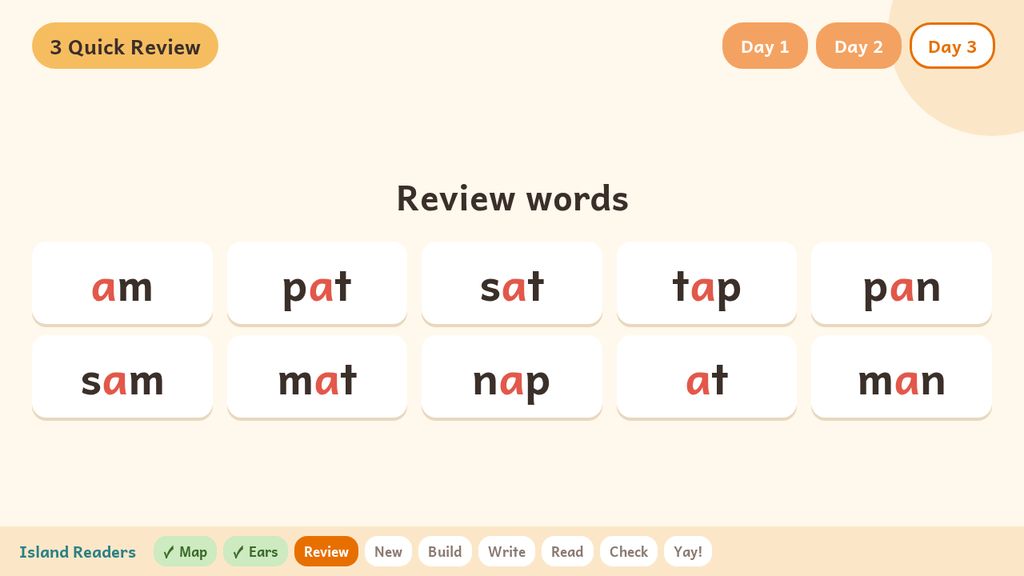 3 Quick Review
Day 1 Day 2 Day 3
Review words
am pat sat tap pan
sam mat nap at man
Island Readers ✓ Map ✓ Ears Review New Build Write Read Check Yay!